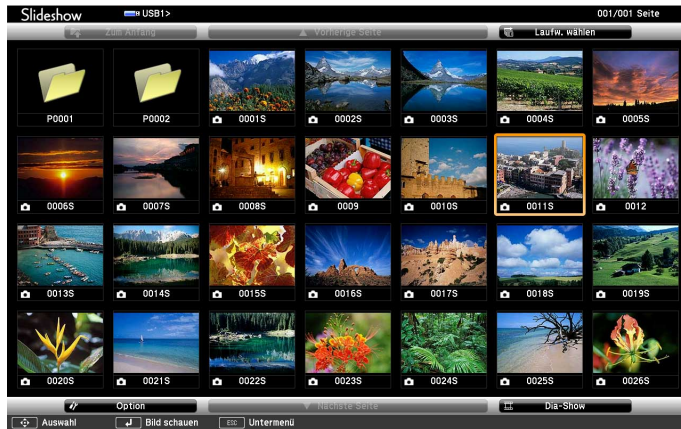 Slideshow USB1> 001/001 Seite
Zum Anfang Vorherige Seite Laufw. wählen
P0001 P0002 0001S 0002S 0003S 0004S 0005S
0006S 0007S 0008S 0009 0010S 0011S 0012
0013S 0014S 0015S 0016S 0017S 0018S 0019S
0020S 0021S 0022S 0023S 0024S 0025S 0026S
Option Nächste Seite Dia-Show
Auswahl Bild schauen ESC Untermenü